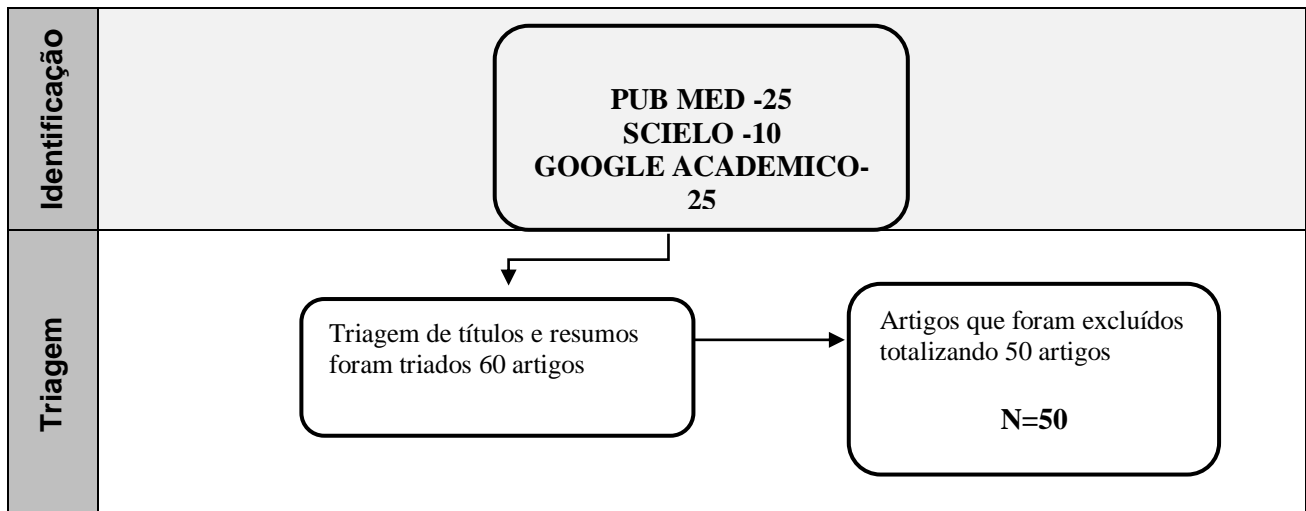 Identificação
PUB MED -25
SCIELO -10
GOOGLE ACADEMICO-
25
Triagem
Triagem de títulos e resumos
foram triados 60 artigos
Artigos que foram excluídos
totalizando 50 artigos
N=50